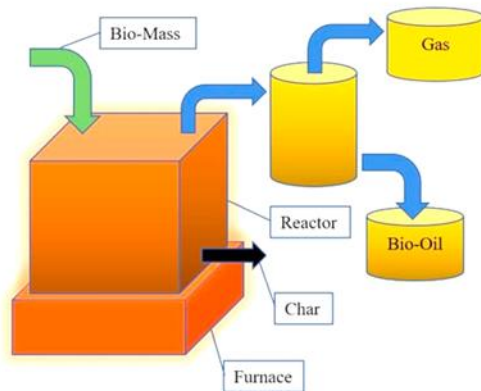 Bio-Mass
Gas
Reactor
Bio-Oil
Char
Furnace